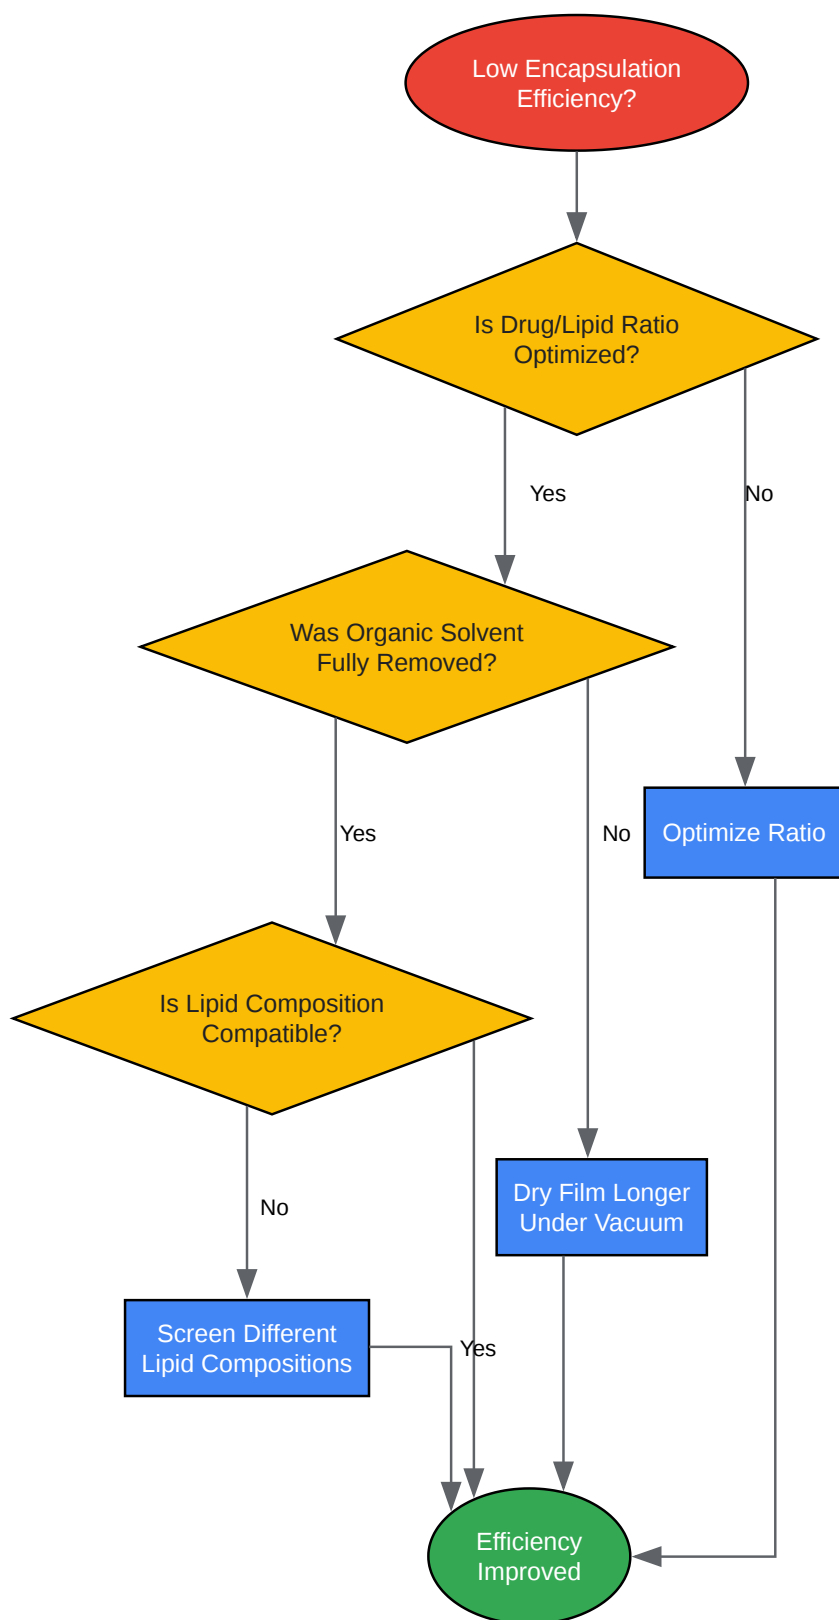 Low Encapsulation
Efficiency?
Is Drug/Lipid Ratio
Optimized?
Yes
No
Was Organic Solvent
Fully Removed?
Yes
No
Optimize Ratio
Is Lipid Composition
Compatible?
No
Dry Film Longer
Under Vacuum
Screen Different
Lipid Compositions
Yes
Efficiency
Improved